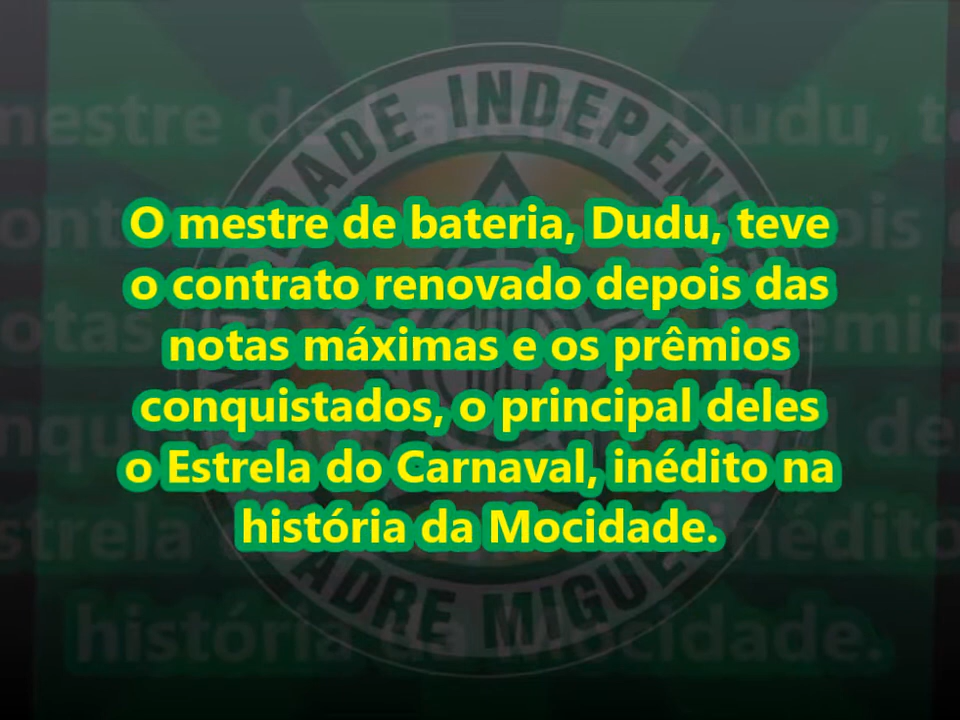 O mestre de bateria, Dudu, teve
o contrato renovado depois das
notas máximas e os prêmios
conquistados, o principal deles
o Estrela do Carnaval, inédito na
história da Mocidade.